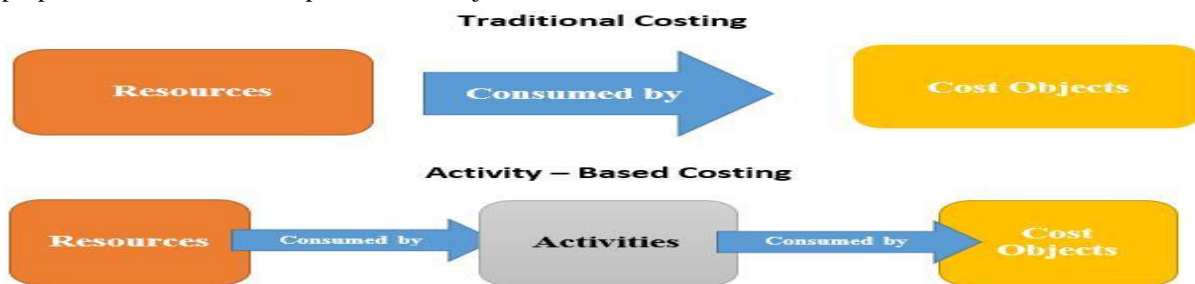 Traditional Costing
Resources
Consumed by
Cost Objects
Activity – Based Costing
Resources
Consumed by
Activities
Consumed by
Cost
Objects